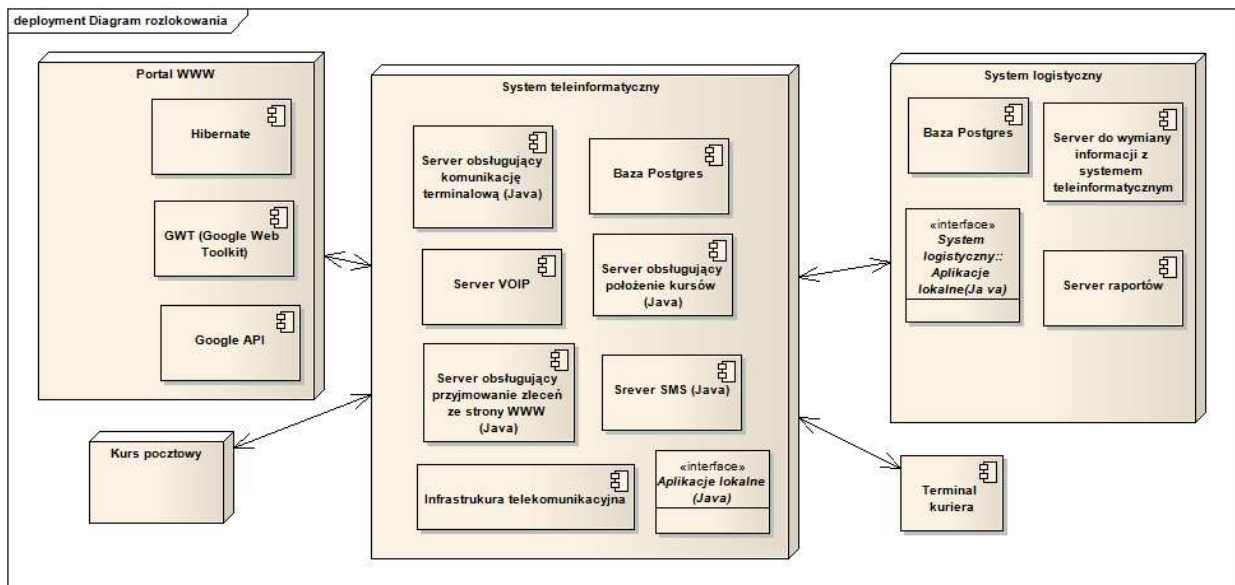 deployment Diagram rozlokowania
Portal WWW
Hibernate
GWT (Google Web
Toolkit)
Google API
Kurs pocztowy
System teleinformatyczny
Server obsługujący
komunikację
terminalową (Java)
Baza Postgres
Server VOIP
Server obsługujący
położenie kursów
(Java)
Server obsługujący
przyjmowanie zleceń
ze strony WWW
(Java)
Srever SMS (Java)
Infrastrukura telekomunikacyjna
«interface»
Aplikacje lokalne
(Java)
System logistyczny
Baza Postgres
Server do wymiany
informacji z
systemem
teleinformatycznym
«interface»
System
logistyczny::
Aplikacje
lokalne(Ja va)
Server raportów
Terminal
kuriera